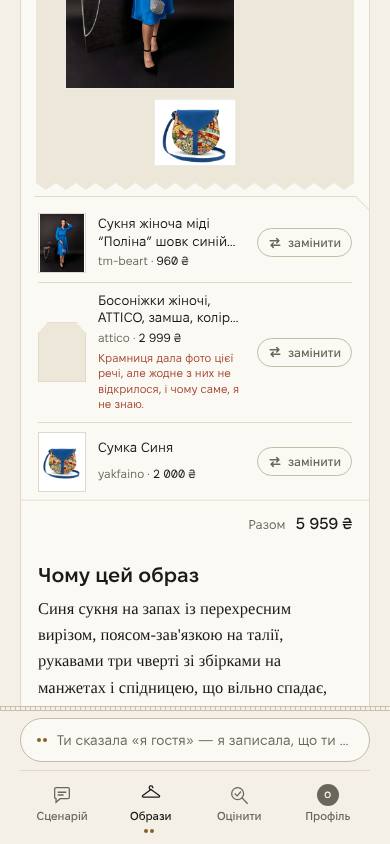 Сукня жіноча міді
“Поліна” шовк синій...
tm-beart · 960 ₴
замінити
Босоніжки жіночі,
ATTICO, замша, колір...
attico · 2 999 ₴
Крамниця дала фото цієї
речі, але жодне з них не
відкрилося, і чому саме, я
не знаю.
замінити
Сумка Синя
yakfaino · 2 000 ₴
замінити
Разом 5 959 ₴
Чому цей образ
Синя сукня на запах із перехресним
вирізом, поясом-зав'язкою на талії,
рукавами три чверті зі збірками на
манжетах і спідницею, що вільно спадає,
Ти сказала «я гостя» — я записала, що ти ...
Сценарій
Образи
Оцінити
О
Профіль